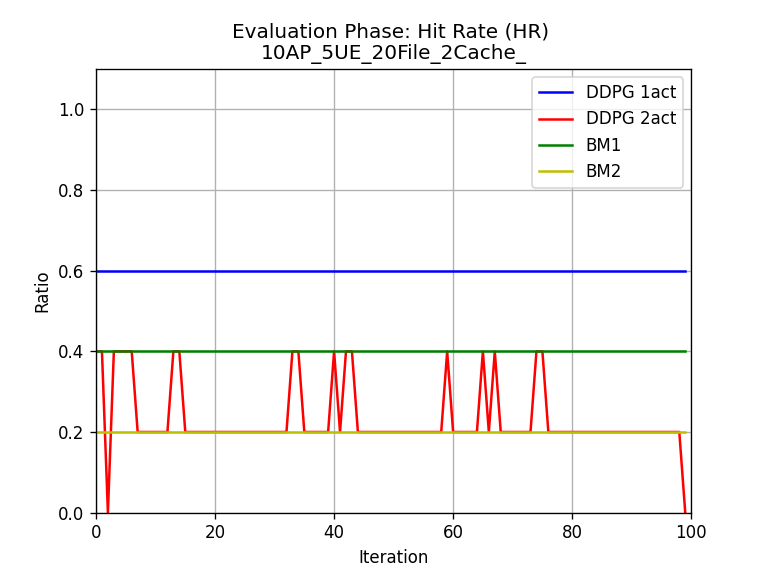 Evaluation Phase: Hit Rate (HR)
10AP_5UE_20File_2Cache_
DDPG 1act
DDPG 2act
BM1
BM2
1.0
0.8
0.6
0.4
0.2
0.0
Ratio
0 20 40 60 80 100
Iteration